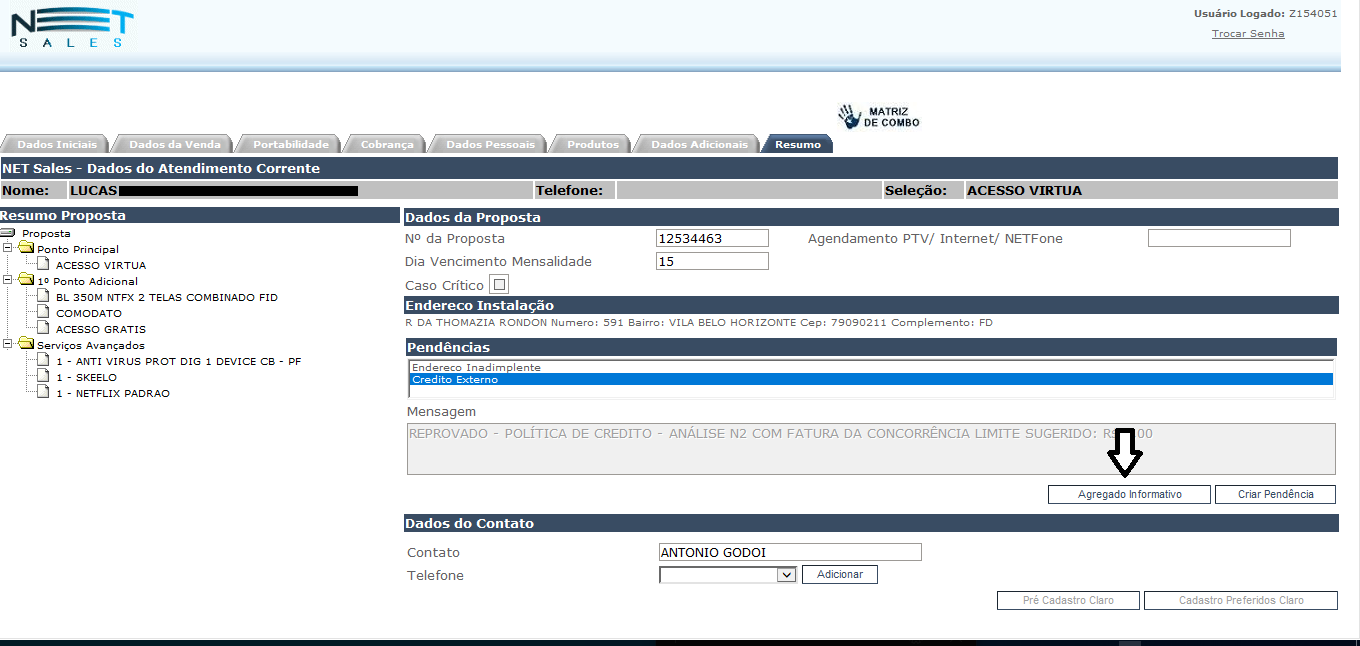 NEET
SALES
Usuário Logado: Z154051
Trocar Senha
MATRIZ
DE COMBO
Dados Iniciais Dados da Venda Portabilidade Cobrança Dados Pessoais Produtos Dados Adicionais Resumo
NET Sales - Dados do Atendimento Corrente
Nome: LUCAS Telefone: Seleção: ACESSO VIRTUA
Resumo Proposta
Proposta
Ponto Principal
ACESSO VIRTUA
1º Ponto Adicional
BL 350M NTFX 2 TELAS COMBINADO FID
COMODATO
ACESSO GRATIS
Serviços Avançados
1 - ANTI VIRUS PROT DIG 1 DEVICE CB - PF
1 - SKEELO
1 - NETFLIX PADRAO
Dados da Proposta
Nº da Proposta 12534463 Agendamento PTV/ Internet/ NETFone
Dia Vencimento Mensalidade 15
Caso Crítico
Endereco Instalação
R DA THOMAZIA RONDON Numero: 591 Bairro: VILA BELO HORIZONTE Cep: 79090211 Complemento: FD
Pendências
Endereco Inadimplente
Credito Externo
Mensagem
REPROVADO - POLÍTICA DE CREDITO - ANÁLISE N2 COM FATURA DA CONCORRÊNCIA LIMITE SUGERIDO:
Agregado Informativo Criar Pendência
Dados do Contato
Contato ANTONIO GODOI
Telefone Adicionar
Pré Cadastro Claro Cadastro Preferidos Claro